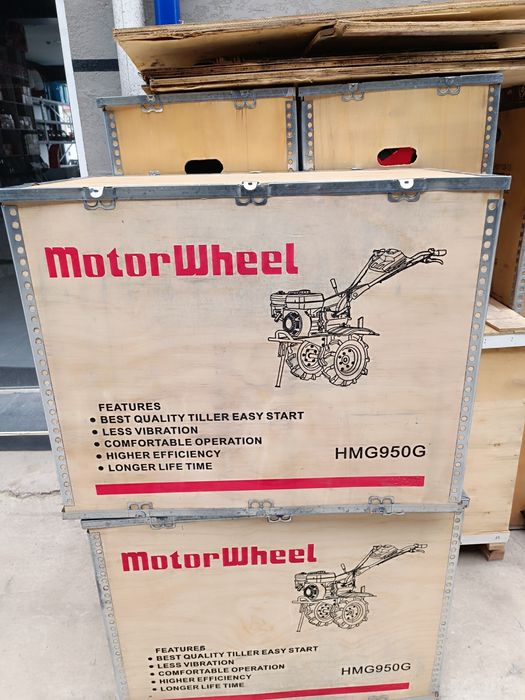 MotorWheel
FEATURES
• BEST QUALITY TILLER EASY START
• LESS VIBRATION
• COMFORTABLE OPERATION
• HIGHER EFFICIENCY
• LONGER LIFE TIME
HMG950G
MotorWheel
FEATURES
• BEST QUALITY TILLER EASY START
• LESS VIBRATION
• COMFORTABLE OPERATION
• HIGHER EFFICIENCY
• LONGER LIFE TIME
HMG950G